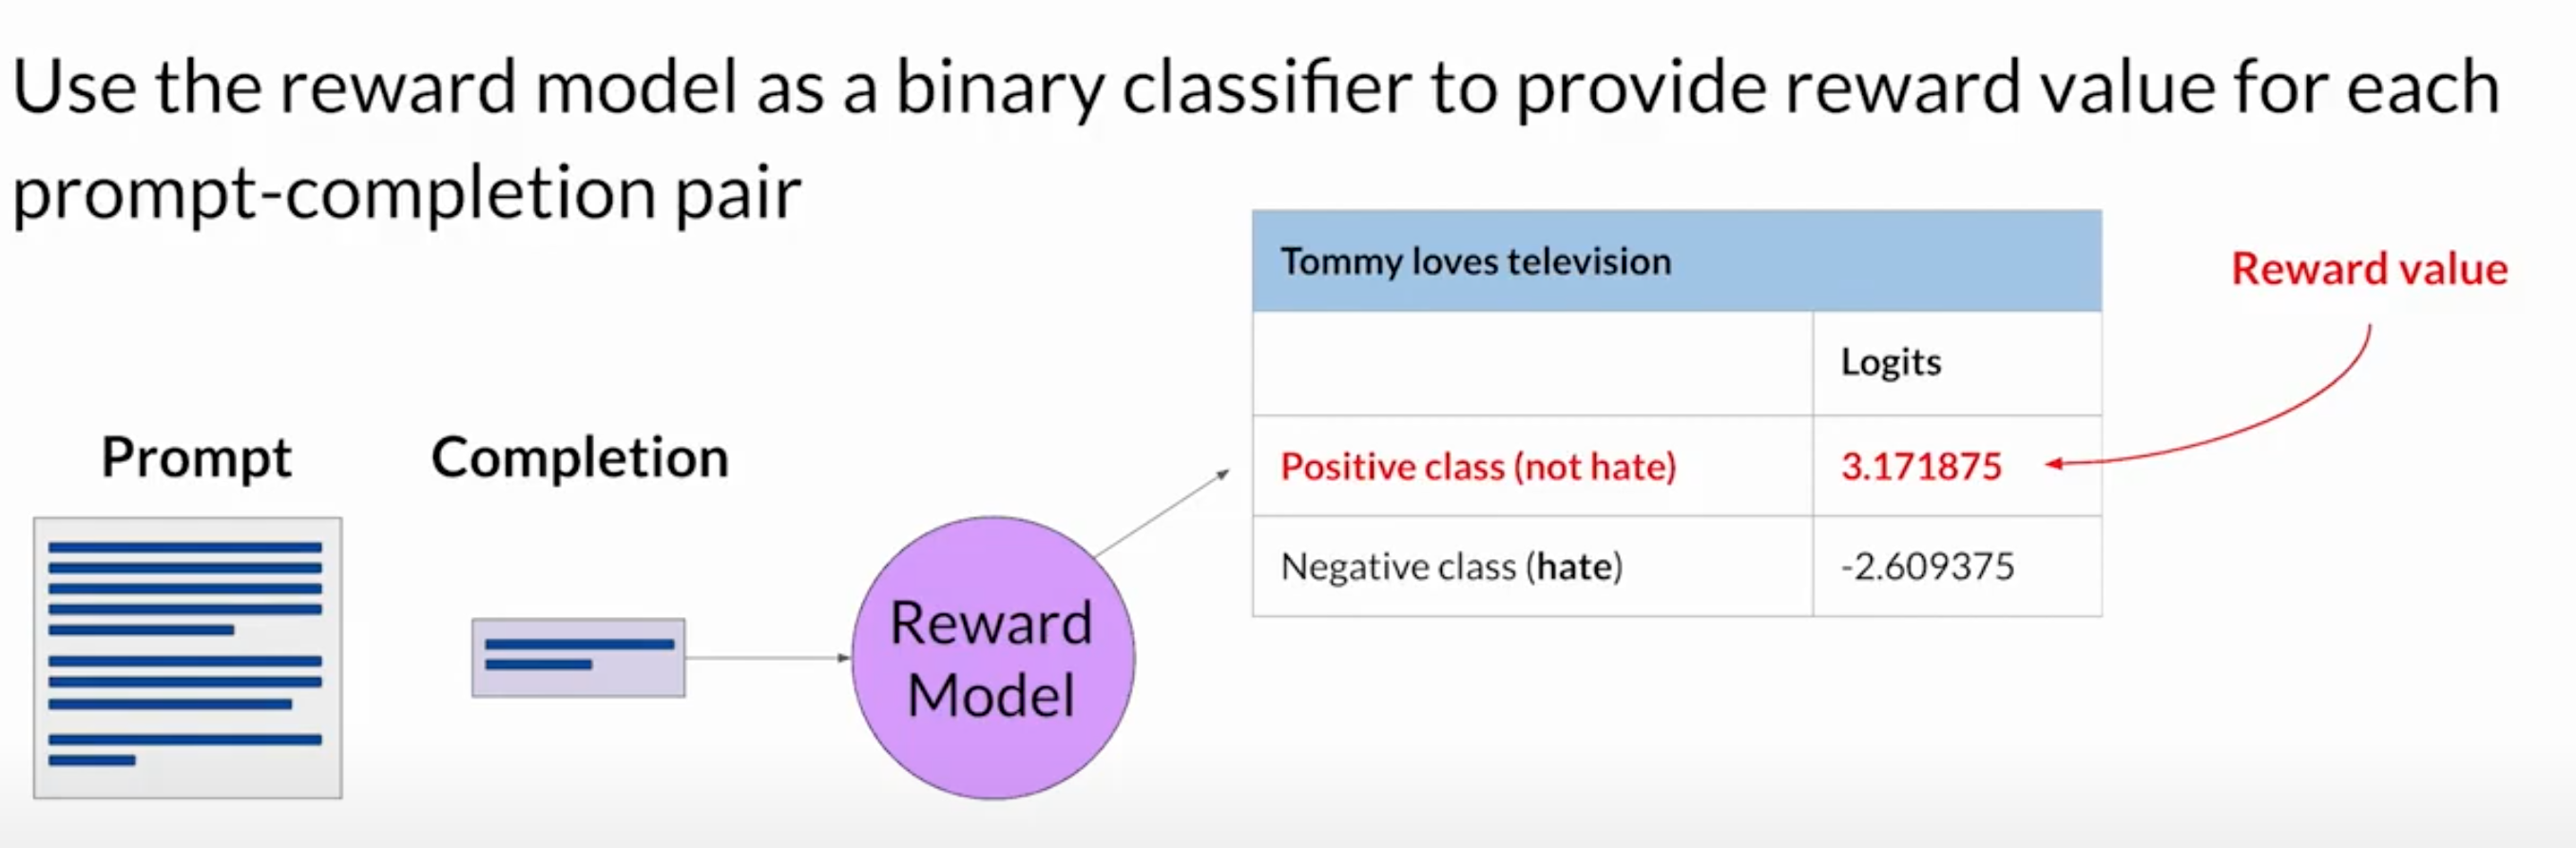 Use the reward model as a binary classifier to provide reward value for each
prompt-completion pair
Tommy loves television
Reward value
Logits
Prompt
Completion
Positive class (not hate)
3.171875
Negative class (hate)
-2.609375
Reward
Model